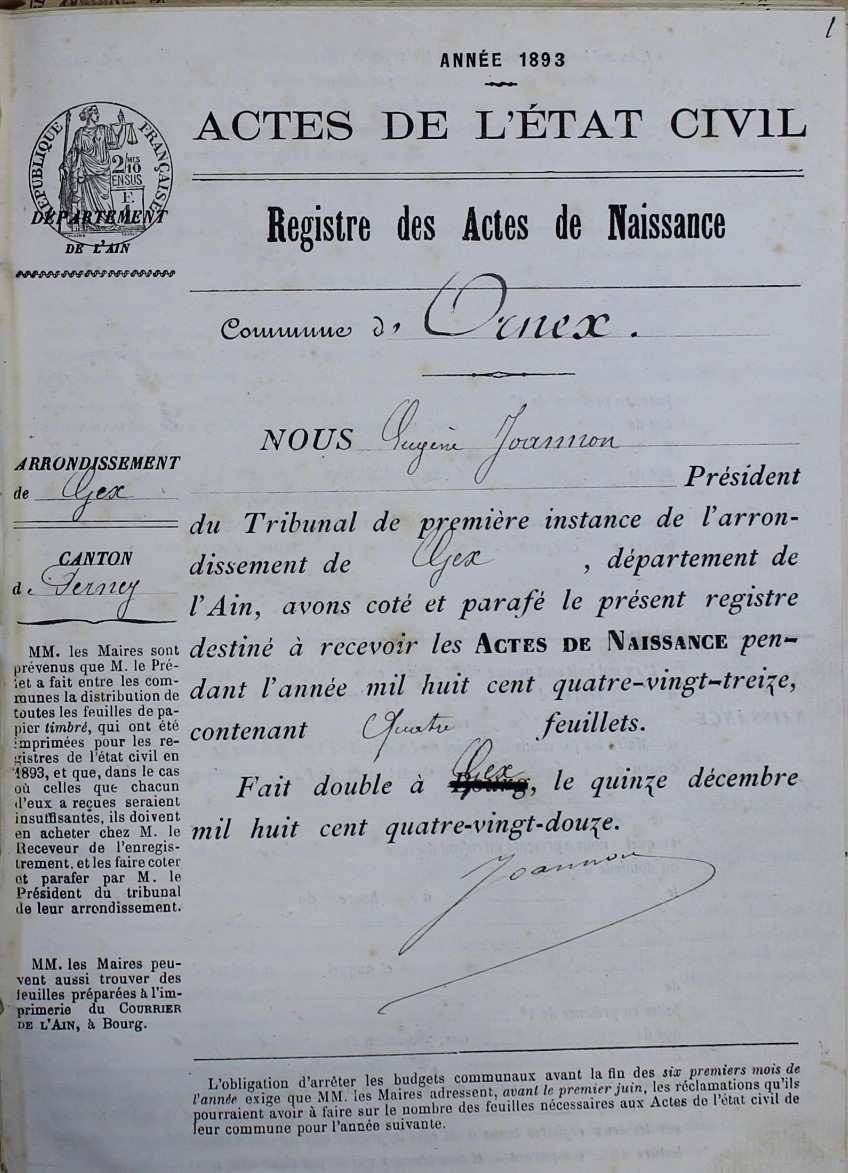 1
ANNÉE 1893
ACTES DE L'ÉTAT CIVIL
RÉPUBLIQUE FRANÇAISE
2/10 MES
EN SUS
DÉPARTEMENT
DE L'AIN
Registre des Actes de Naissance
Commune d' Ornex.
ARRONDISSEMENT
de Gex
CANTON
de Ferney
MM. les Maires sont
prévenus que M. le Pré-
fet a fait entre les com-
munes la distribution de
toutes les feuilles de pa-
pier timbré, qui ont été
imprimées pour les re-
gistres de l'état civil en
1893, et que, dans le cas
où celles que chacun
d'eux a reçues seraient
insuffisantes, ils doivent
en acheter chez M. le
Receveur de l'enregis-
trement, et les faire coter
et parafer par M. le
Président du tribunal
de leur arrondissement.
MM. les Maires peu-
vent aussi trouver des
feuilles préparées à l'im-
primerie du COURRIER
DE L'AIN, à Bourg.
NOUS Eugène Joannon
Président
du Tribunal de première instance de l'arron-
dissement de Gex, département de
l'Ain, avons coté et parafé le présent registre
destiné à recevoir les ACTES DE NAISSANCE pen-
dant l'année mil huit cent quatre-vingt-treize,
contenant Quatre feuillets.
Fait double à Bourg Gex, le quinze décembre
mil huit cent quatre-vingt-douze.
Joannon
L'obligation d'arrêter les budgets communaux avant la fin des six premiers mois de
l'année exige que MM. les Maires adressent, avant le premier juin, les réclamations qu'ils
pourraient avoir à faire sur le nombre des feuilles nécessaires aux Actes de l'état civil de
leur commune pour l'année suivante.